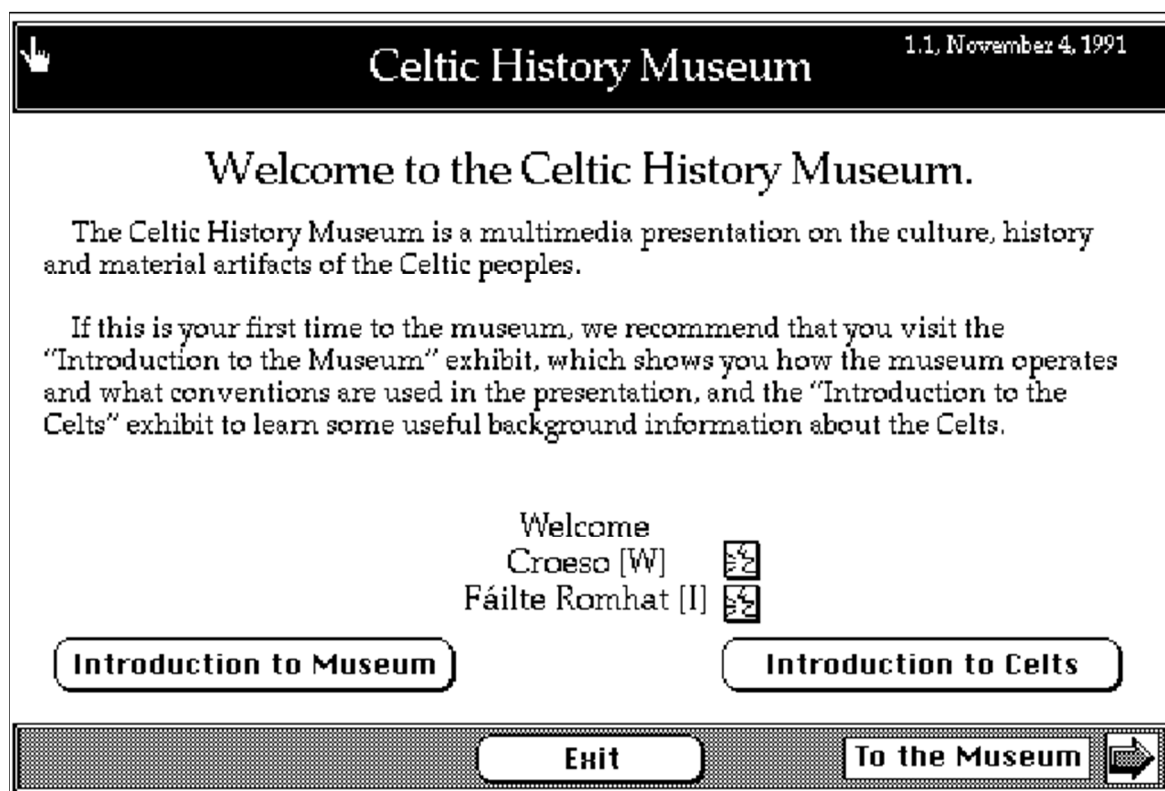 Celtic History Museum
1.1, November 4, 1991
Welcome to the Celtic History Museum.
The Celtic History Museum is a multimedia presentation on the culture, history
and material artifacts of the Celtic peoples.
If this is your first time to the museum, we recommend that you visit the
“Introduction to the Museum” exhibit, which shows you how the museum operates
and what conventions are used in the presentation, and the “Introduction to the
Celts” exhibit to learn some useful background information about the Celts.
Welcome
Croeso [W]
Fáilte Romhat [I]
Introduction to Museum
Introduction to Celts
Exit
To the Museum